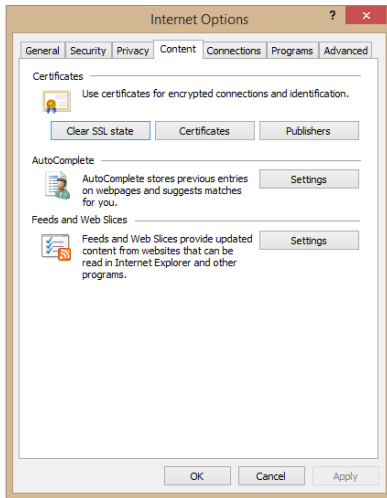 Internet Options
?
×
General Security Privacy Content Connections Programs Advanced
Certificates
Use certificates for encrypted connections and identification.
Clear SSL state Certificates Publishers
AutoComplete
AutoComplete stores previous entries
on webpages and suggests matches
for you.
Settings
Feeds and Web Slices
Feeds and Web Slices provide updated
content from websites that can be
read in Internet Explorer and other
programs.
Settings
OK Cancel Apply